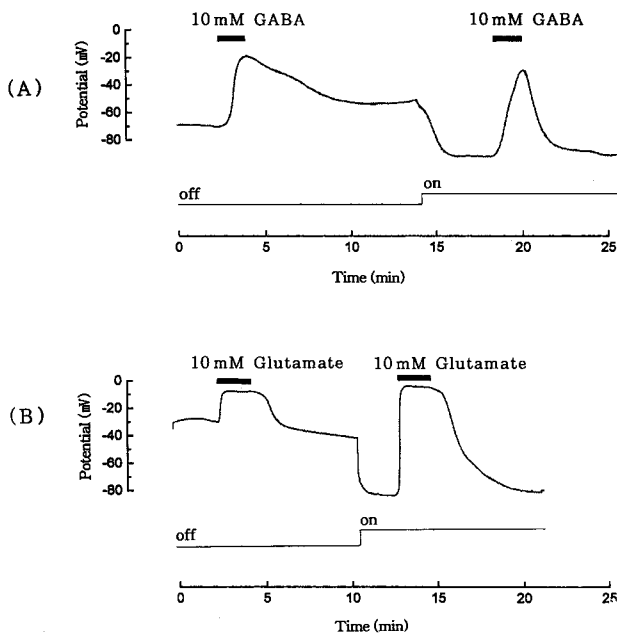 10 mM GABA 10 mM GABA
(A)
Potential (mV)
0
-20
-40
-60
-80
off on
0 5 10 15 20 25
Time (min)
10 mM Glutamate 10 mM Glutamate
(B)
Potential (mV)
0
-20
-40
-60
-80
off on
0 5 10 15 20 25
Time (min)